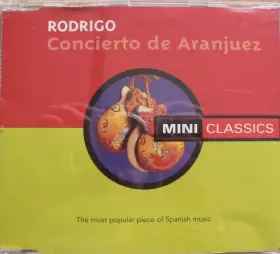 RODRIGO
Concierto de Aranjuez
MINI CLASSICS
The most popular piece of Spanish music